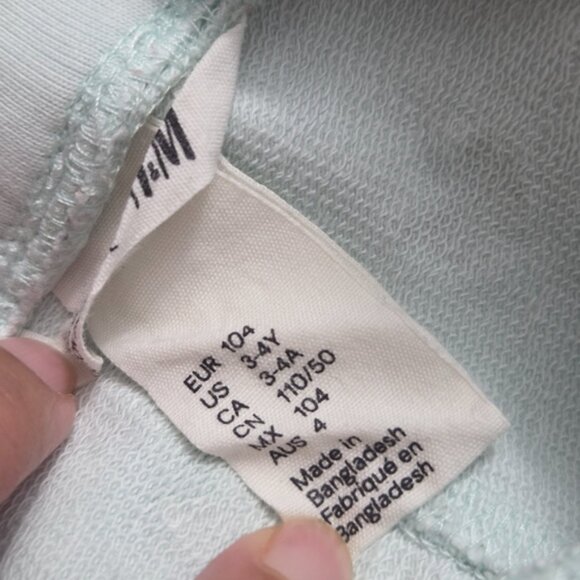 H&M
EUR 104
US 3-4Y
CA 3-4A
CN 110/50
MX 104
AUS 4
Made in
Bangladesh
Fabriqué en
Bangladesh